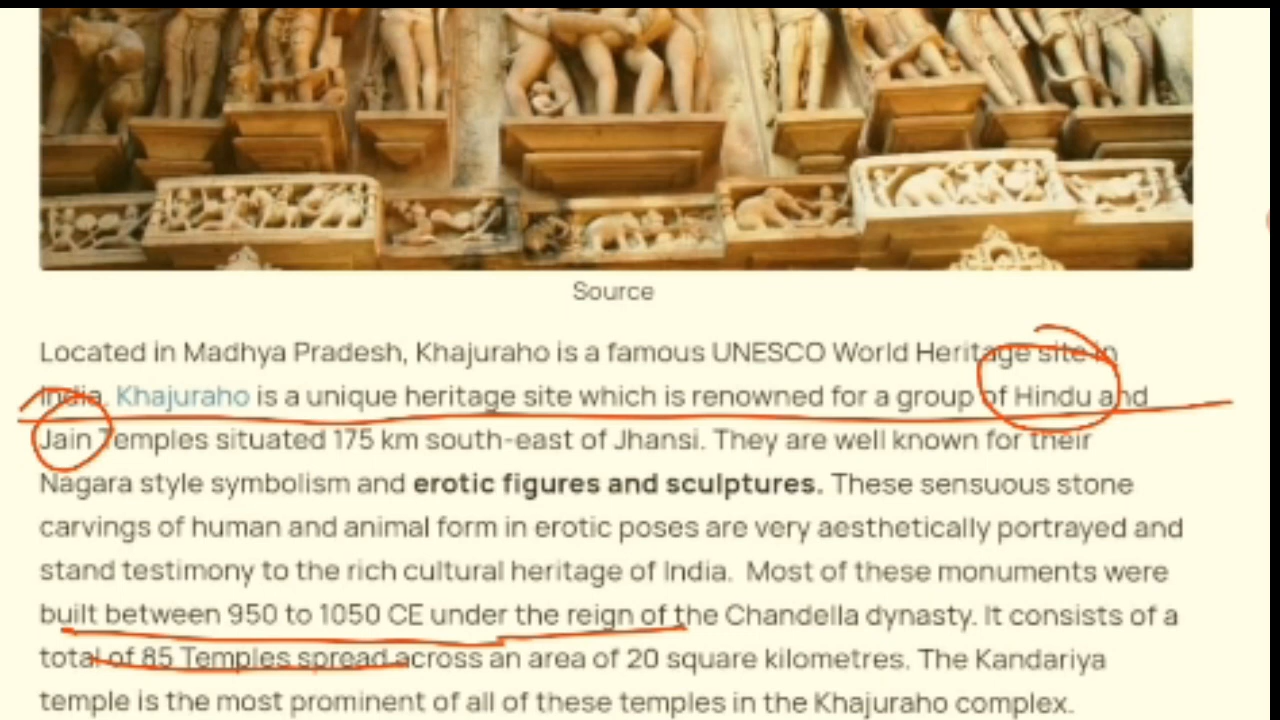 Source
Located in Madhya Pradesh, Khajuraho is a famous UNESCO World Heritage site in
India. Khajuraho is a unique heritage site which is renowned for a group of Hindu and
Jain Temples situated 175 km south-east of Jhansi. They are well known for their
Nagara style symbolism and erotic figures and sculptures. These sensuous stone
carvings of human and animal form in erotic poses are very aesthetically portrayed and
stand testimony to the rich cultural heritage of India. Most of these monuments were
built between 950 to 1050 CE under the reign of the Chandella dynasty. It consists of a
total of 85 Temples spread across an area of 20 square kilometres. The Kandariya
temple is the most prominent of all of these temples in the Khajuraho complex.